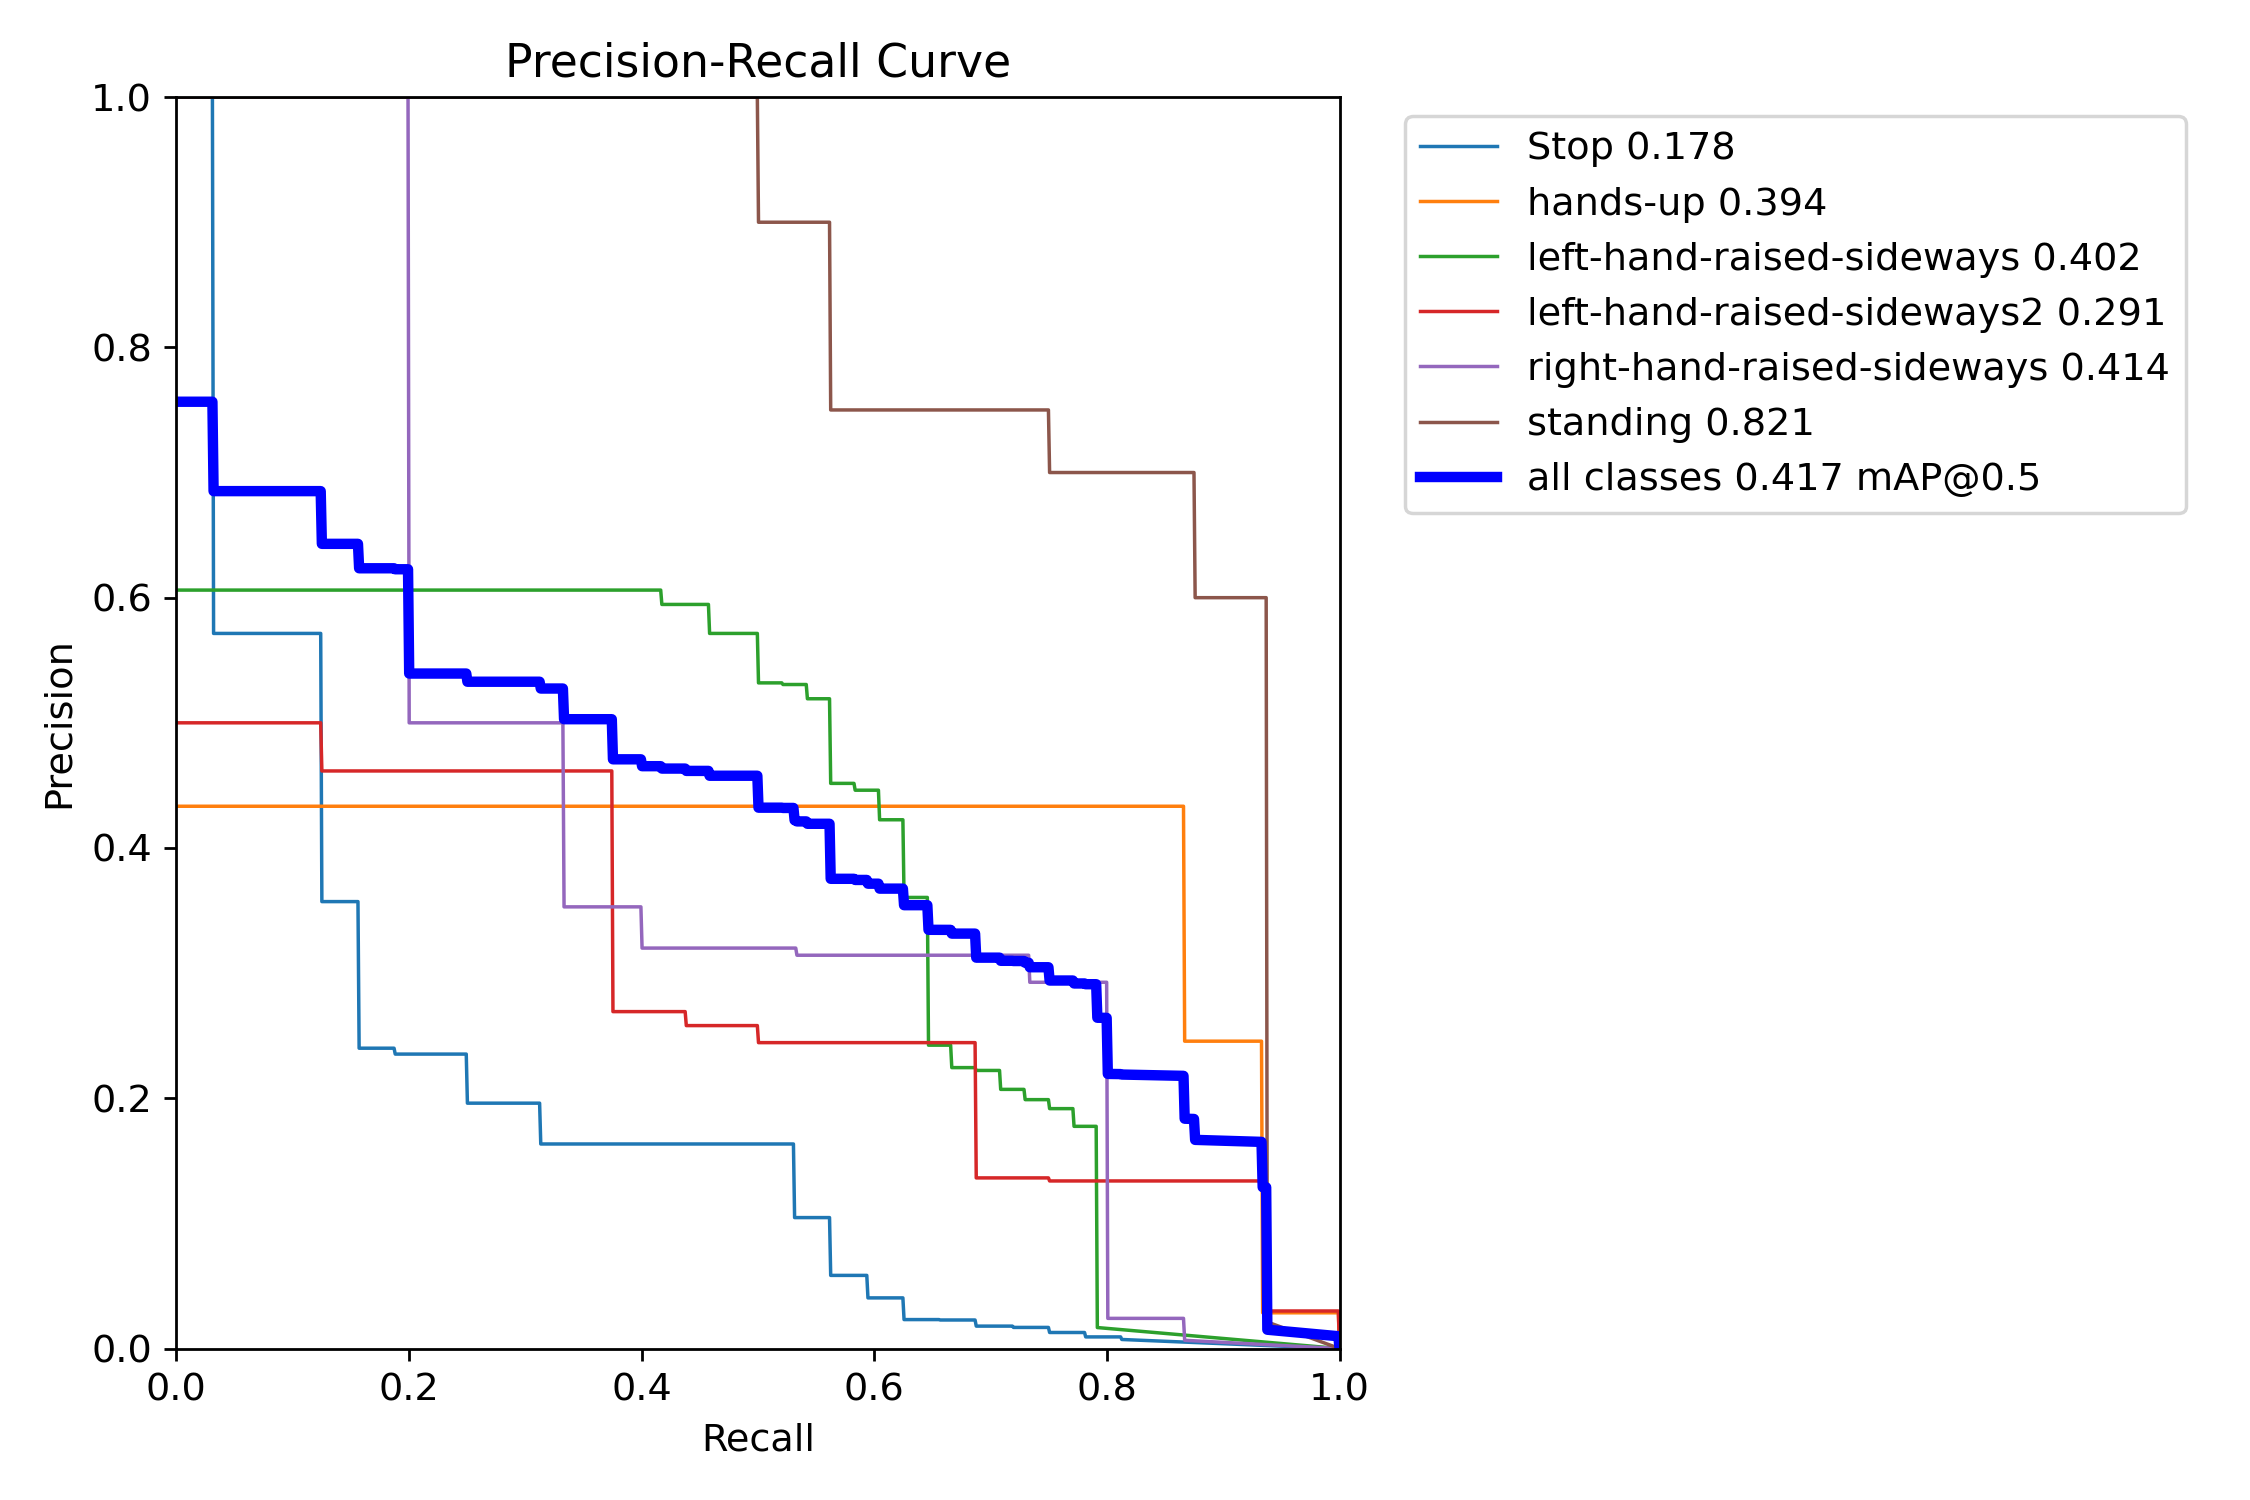 Precision-Recall Curve
1.0
0.8
0.6
0.4
0.2
0.0
Precision
0.0 0.2 0.4 0.6 0.8 1.0
Recall
Stop 0.178
hands-up 0.394
left-hand-raised-sideways 0.402
left-hand-raised-sideways2 0.291
right-hand-raised-sideways 0.414
standing 0.821
all classes 0.417 mAP@0.5